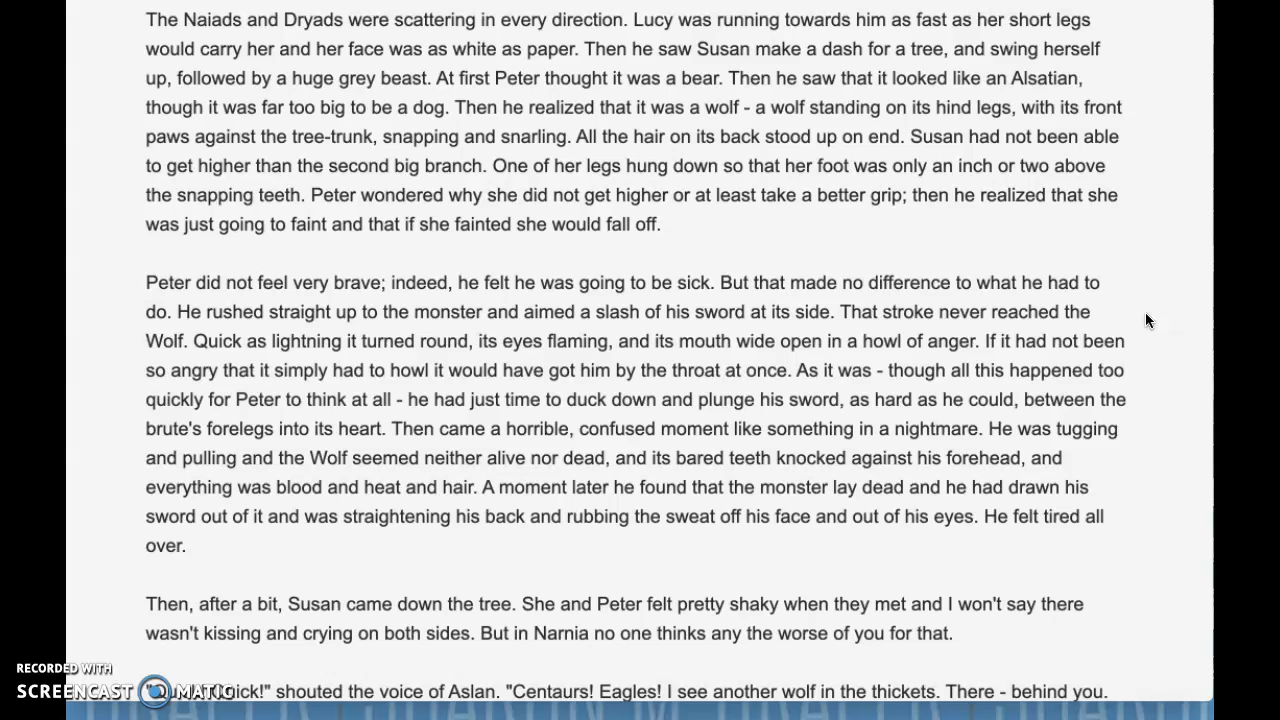 The Naiads and Dryads were scattering in every direction. Lucy was running towards him as fast as her short legs
would carry her and her face was as white as paper. Then he saw Susan make a dash for a tree, and swing herself
up, followed by a huge grey beast. At first Peter thought it was a bear. Then he saw that it looked like an Alsatian,
though it was far too big to be a dog. Then he realized that it was a wolf - a wolf standing on its hind legs, with its front
paws against the tree-trunk, snapping and snarling. All the hair on its back stood up on end. Susan had not been able
to get higher than the second big branch. One of her legs hung down so that her foot was only an inch or two above
the snapping teeth. Peter wondered why she did not get higher or at least take a better grip; then he realized that she
was just going to faint and that if she fainted she would fall off.
Peter did not feel very brave; indeed, he felt he was going to be sick. But that made no difference to what he had to
do. He rushed straight up to the monster and aimed a slash of his sword at its side. That stroke never reached the
Wolf. Quick as lightning it turned round, its eyes flaming, and its mouth wide open in a howl of anger. If it had not been
so angry that it simply had to howl it would have got him by the throat at once. As it was - though all this happened too
quickly for Peter to think at all - he had just time to duck down and plunge his sword, as hard as he could, between the
brute's forelegs into its heart. Then came a horrible, confused moment like something in a nightmare. He was tugging
and pulling and the Wolf seemed neither alive nor dead, and its bared teeth knocked against his forehead, and
everything was blood and heat and hair. A moment later he found that the monster lay dead and he had drawn his
sword out of it and was straightening his back and rubbing the sweat off his face and out of his eyes. He felt tired all
over.
Then, after a bit, Susan came down the tree. She and Peter felt pretty shaky when they met and I won't say there
wasn't kissing and crying on both sides. But in Narnia no one thinks any the worse of you for that.
shouted the voice of Aslan. "Centaurs! Eagles! I see another wolf in the thickets. There - behind you.
RECORDED WITH
SCREENCAST MATIC